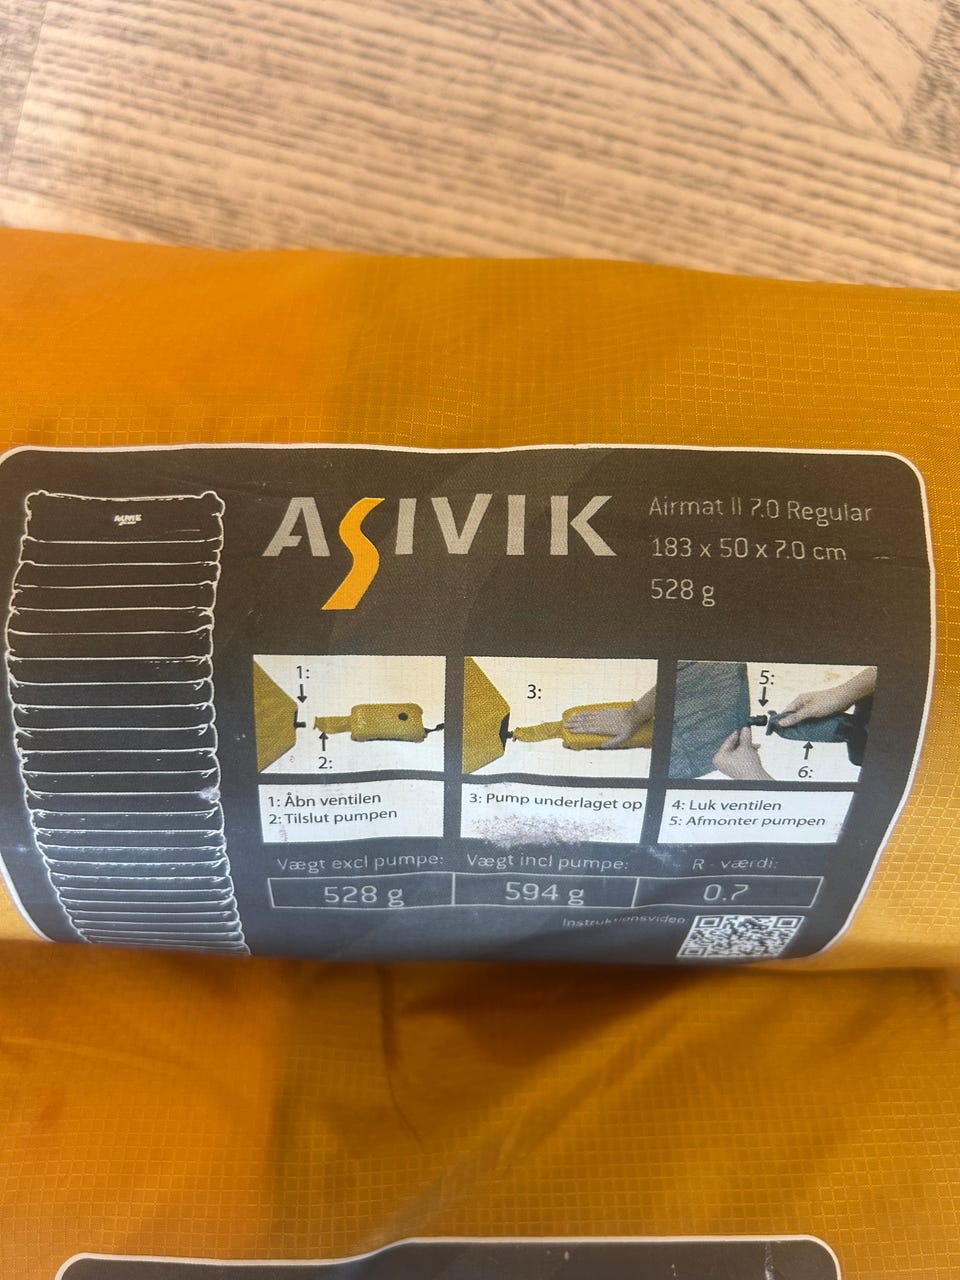 ASIVIK
Airmat II 7.0 Regular
183 x 50 x 7.0 cm
528 g
1:
2:
3:
5:
6:
1: Åbn ventilen
2: Tilslut pumpen
3: Pump underlaget op
4: Luk ventilen
5: Afmonter pumpen
Vægt excl pumpe:
Vægt incl pumpe:
R - værdi:
528 g
594 g
0.7
Instruktionsvideo